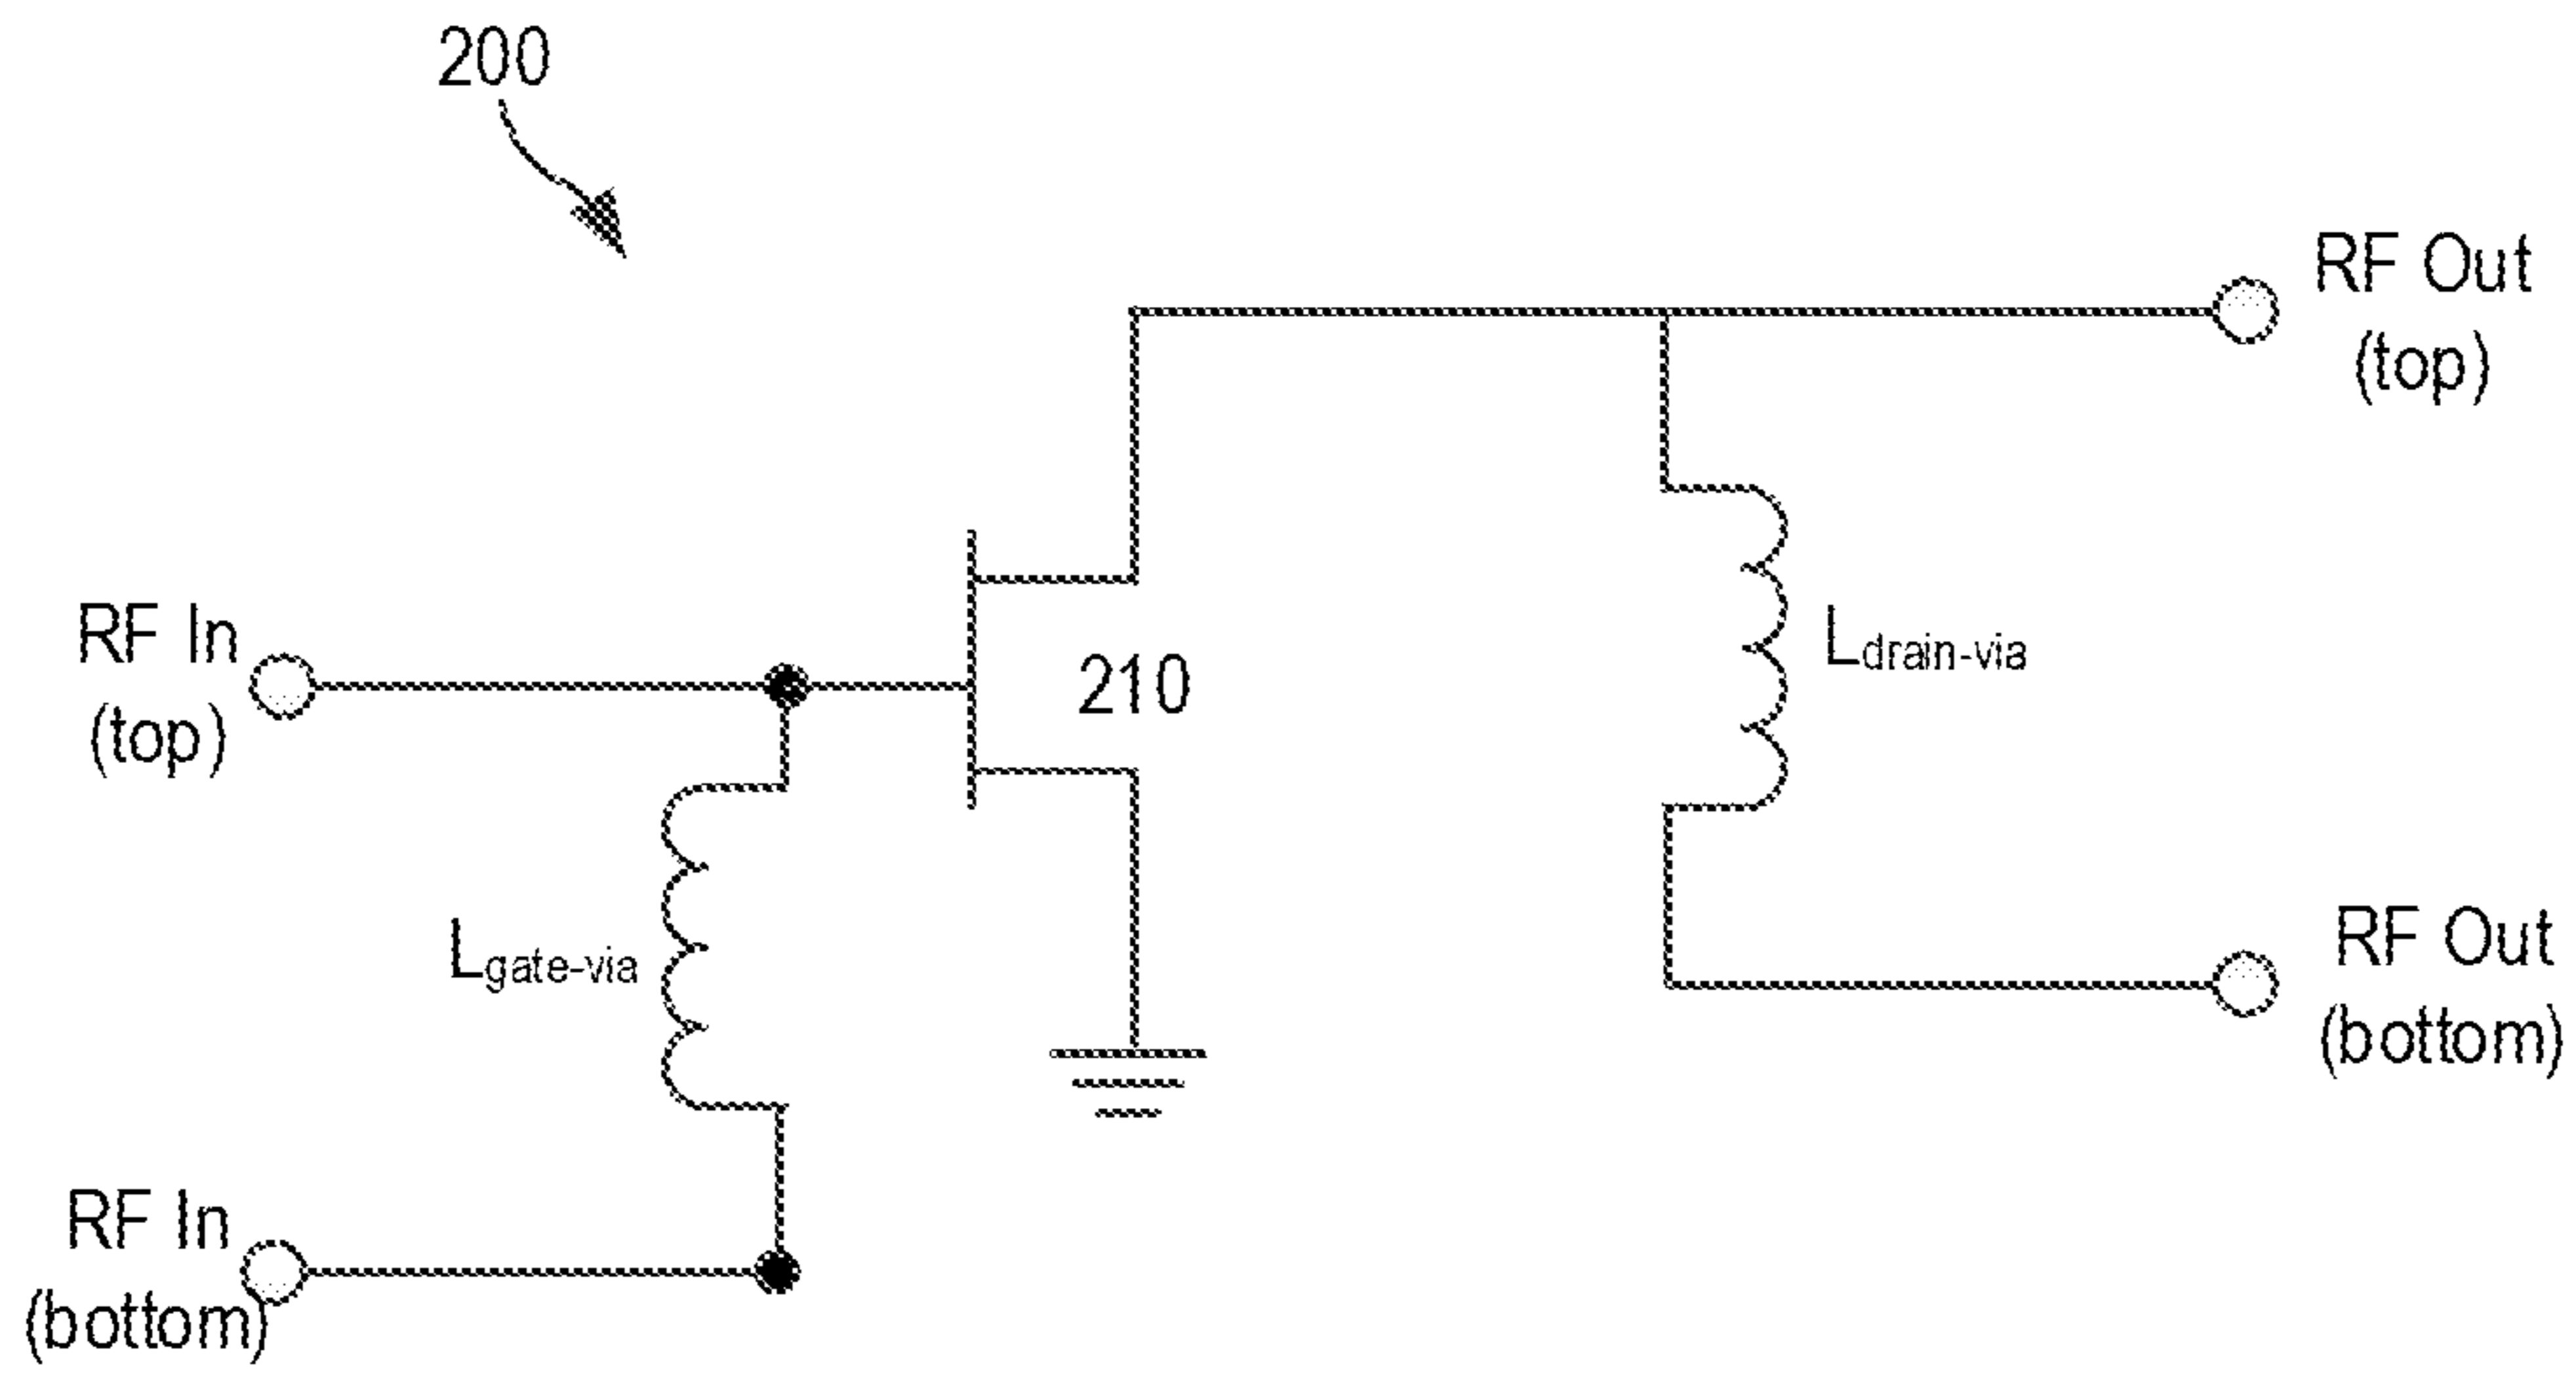 200
RF Out
(top)
RF In
(top)
210
Ldrain-via
Lgate-via
RF Out
(bottom)
RF In
(bottom)